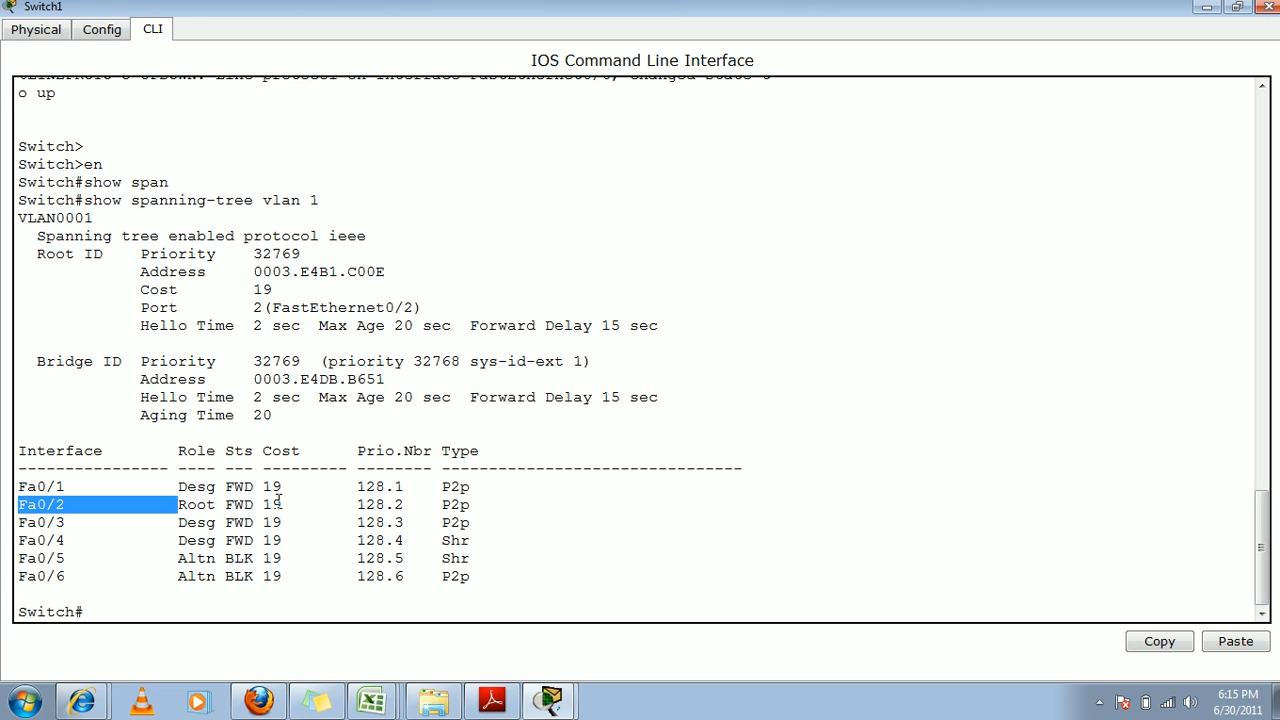 Switch1
Physical Config CLI
IOS Command Line Interface
o up
Switch>
Switch>en
Switch#show span
Switch#show spanning-tree vlan 1
VLAN0001
Spanning tree enabled protocol ieee
Root ID Priority 32769
Address 0003.E4B1.C00E
Cost 19
Port 2(FastEthernet0/2)
Hello Time 2 sec Max Age 20 sec Forward Delay 15 sec
Bridge ID Priority 32769 (priority 32768 sys-id-ext 1)
Address 0003.E4DB.B651
Hello Time 2 sec Max Age 20 sec Forward Delay 15 sec
Aging Time 20
Interface Role Sts Cost Prio.Nbr Type
---------------- ---- --- --------- -------- --------------------------------
Fa0/1 Desg FWD 19 128.1 P2p
Fa0/2 Root FWD 19 128.2 P2p
Fa0/3 Desg FWD 19 128.3 P2p
Fa0/4 Desg FWD 19 128.4 Shr
Fa0/5 Altn BLK 19 128.5 Shr
Fa0/6 Altn BLK 19 128.6 P2p
Switch#
Copy Paste
6:15 PM
6/30/2011